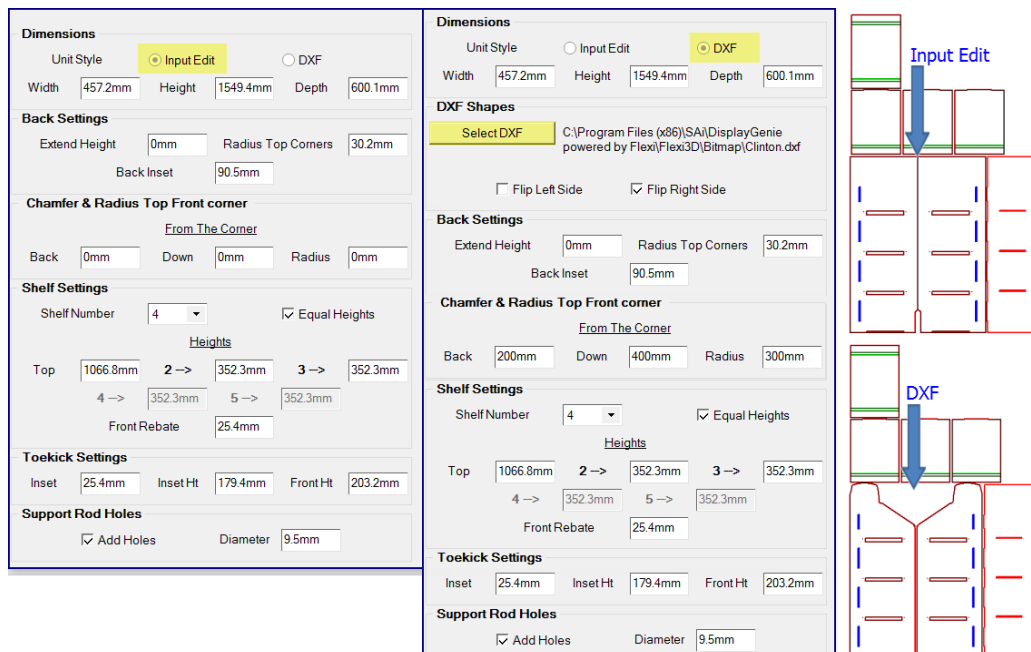 Dimensions
Unit Style Input Edit DXF
Width 457.2mm Height 1549.4mm Depth 600.1mm
Back Settings
Extend Height 0mm Radius Top Corners 30.2mm
Back Inset 90.5mm
Chamfer & Radius Top Front corner
From The Corner
Back 0mm Down 0mm Radius 0mm
Shelf Settings
Shelf Number 4 Equal Heights
Heights
Top 1066.8mm 2 --> 352.3mm 3 --> 352.3mm
4 --> 352.3mm 5 --> 352.3mm
Front Rebate 25.4mm
Toekick Settings
Inset 25.4mm Inset Ht 179.4mm Front Ht 203.2mm
Support Rod Holes
Add Holes Diameter 9.5mm
Dimensions
Unit Style Input Edit DXF
Width 457.2mm Height 1549.4mm Depth 600.1mm
DXF Shapes
Select DXF C:\Program Files (x86)\SAi\DisplayGenie
powered by Flexi\Flexi3D\Bitmap\Clinton.dxf
Flip Left Side Flip Right Side
Back Settings
Extend Height 0mm Radius Top Corners 30.2mm
Back Inset 90.5mm
Chamfer & Radius Top Front corner
From The Corner
Back 200mm Down 400mm Radius 300mm
Shelf Settings
Shelf Number 4 Equal Heights
Heights
Top 1066.8mm 2 --> 352.3mm 3 --> 352.3mm
4 --> 352.3mm 5 --> 352.3mm
Front Rebate 25.4mm
Toekick Settings
Inset 25.4mm Inset Ht 179.4mm Front Ht 203.2mm
Support Rod Holes
Add Holes Diameter 9.5mm
Input Edit
DXF